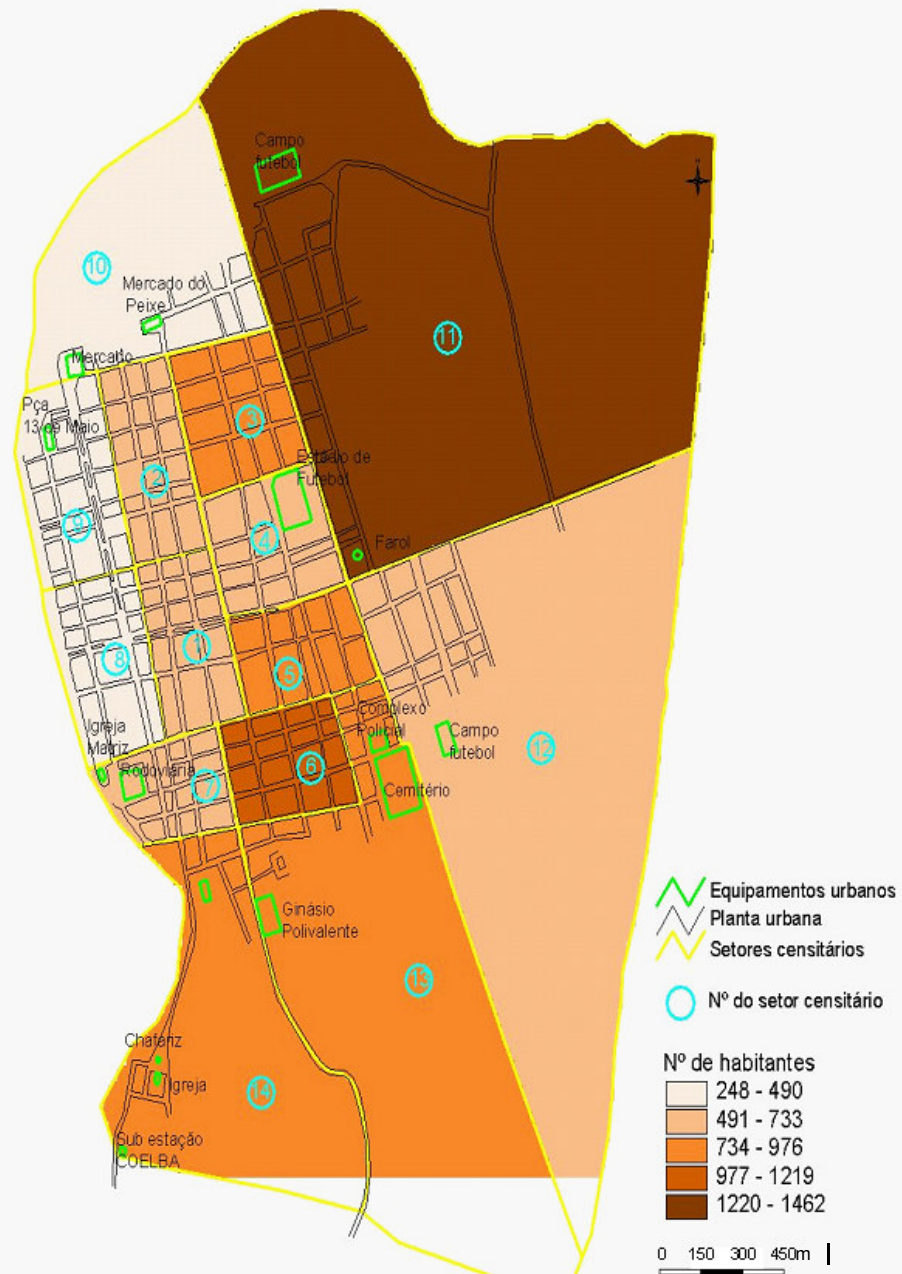 Campo
futebol
10
Mercado do
Peixe
11
Mercado
Pça
13 de Maio
3
2
Estadio de
Futebol
9
4
Farol
1
8
5
Igreja
Matriz
Complexo
Policial
Campo
futebol
12
Rodoviária
7
6
Cemitério
Ginásio
Polivalente
13
Chafariz
Igreja
14
Sub estação
COELBA
Equipamentos urbanos
Planta urbana
Setores censitários
Nº do setor censitário
Nº de habitantes
248 - 490
491 - 733
734 - 976
977 - 1219
1220 - 1462
0 150 300 450m